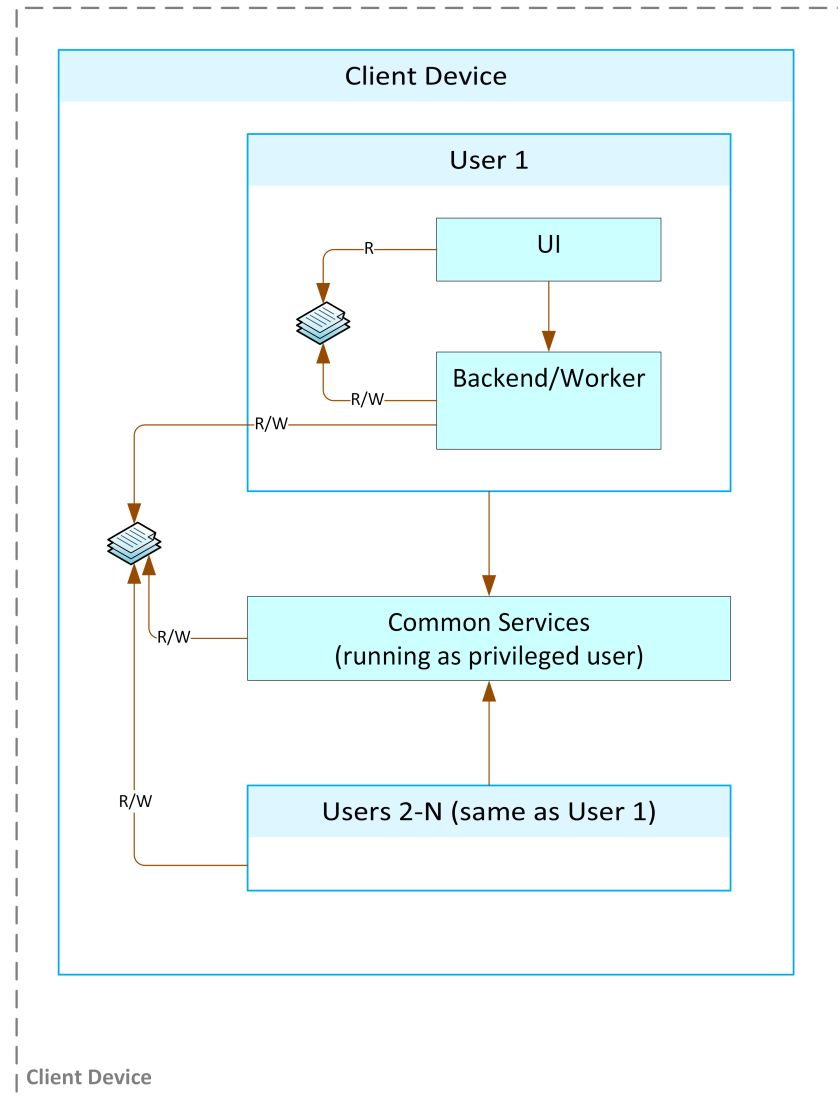 Client Device
User 1
UI
R
Backend/Worker
R/W
R/W
Common Services
(running as privileged user)
R/W
R/W
Users 2-N (same as User 1)
Client Device